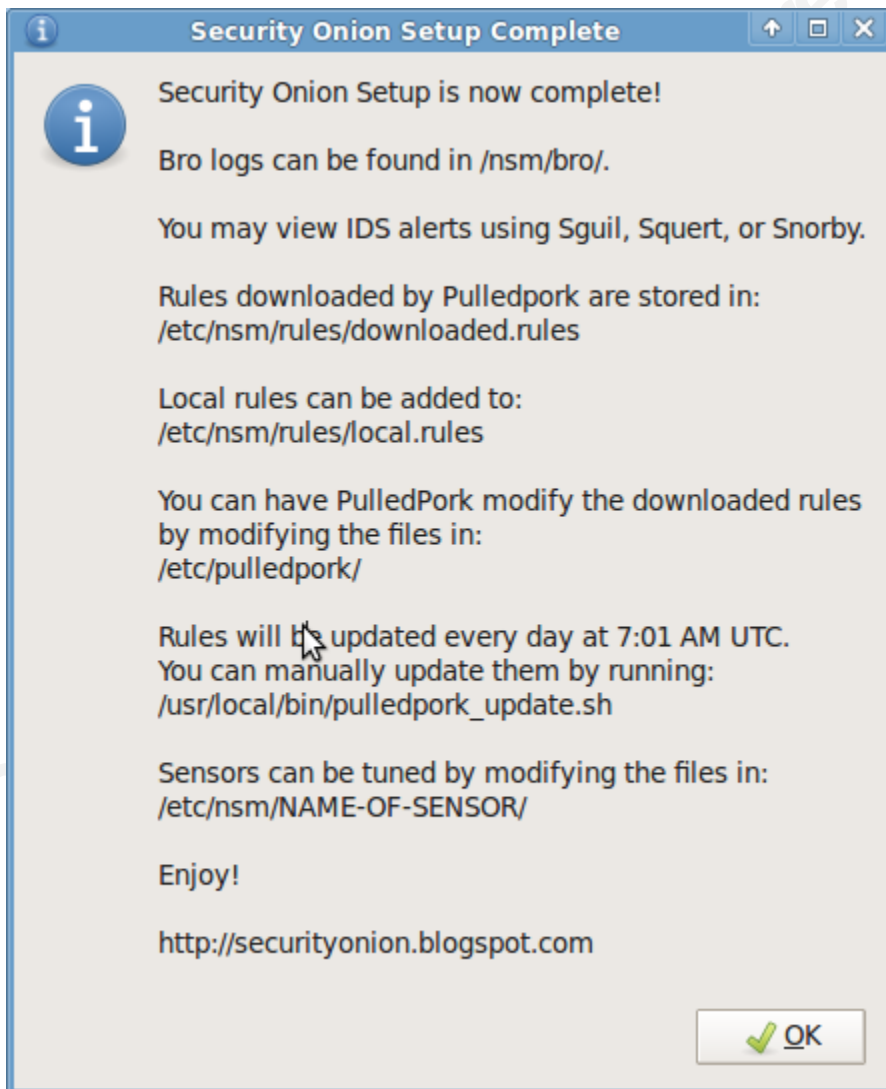 Security Onion Setup Complete
Security Onion Setup is now complete!
Bro logs can be found in /nsm/bro/.
You may view IDS alerts using Sguil, Squert, or Snorby.
Rules downloaded by Pulledpork are stored in:
/etc/nsm/rules/downloaded.rules
Local rules can be added to:
/etc/nsm/rules/local.rules
You can have PulledPork modify the downloaded rules
by modifying the files in:
/etc/pulledpork/
Rules will be updated every day at 7:01 AM UTC.
You can manually update them by running:
/usr/local/bin/pulledpork_update.sh
Sensors can be tuned by modifying the files in:
/etc/nsm/NAME-OF-SENSOR/
Enjoy!
http://securityonion.blogspot.com
OK